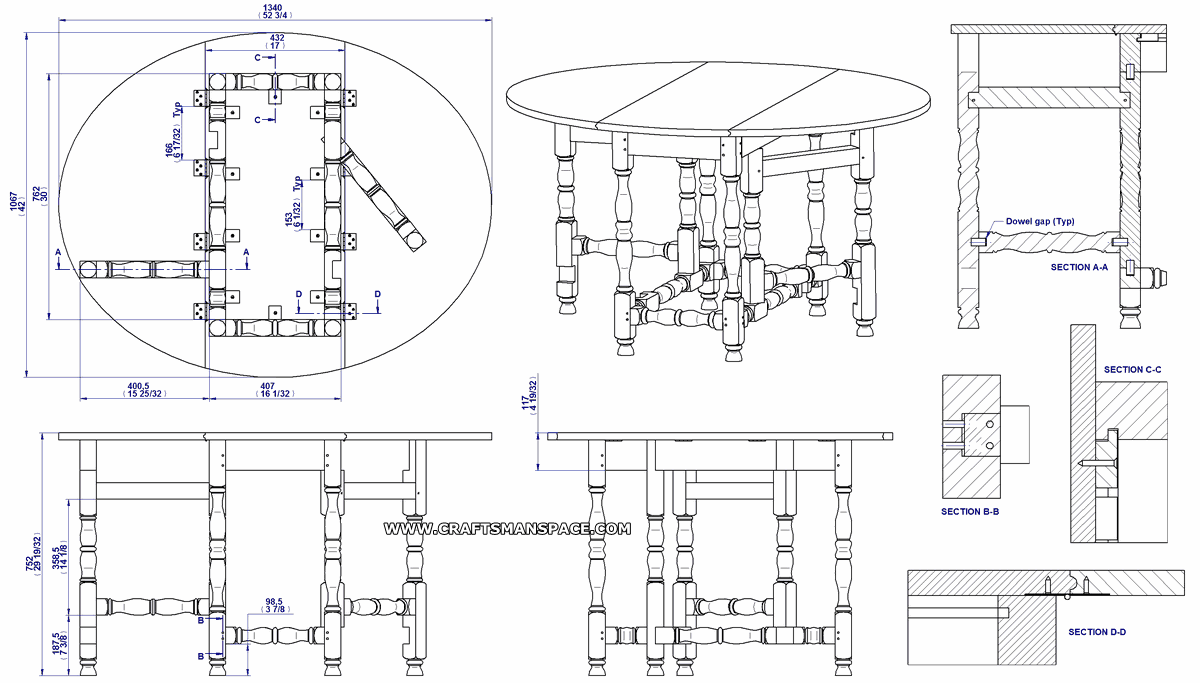 1340
( 52 3/4 )
432
( 17 )
C
C
166
( 6 17/32 ) Typ
153
( 6 1/32 ) Typ
1067
( 42 )
762
( 30 )
A
A
D
D
400,5
( 15 25/32 )
407
( 16 1/32 )
Dowel gap (Typ)
SECTION A-A
SECTION C-C
SECTION B-B
SECTION D-D
117
( 4 19/32 )
WWW.CRAFTSMANSPACE.COM
752
( 29 19/32 )
358,5
( 14 1/8 )
187,5
( 7 3/8 )
98,5
( 3 7/8 )
B
B